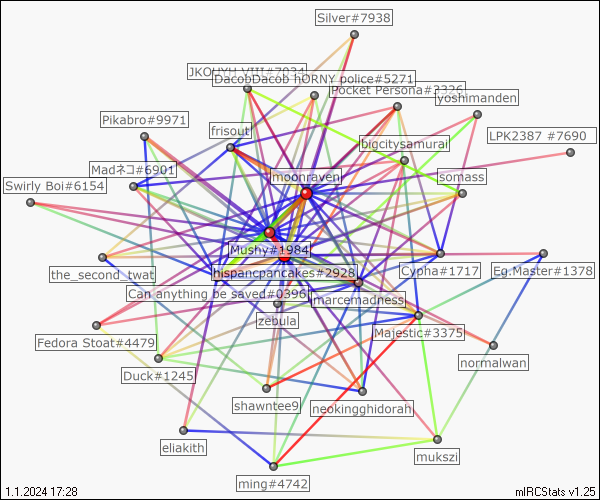 Silver#7938
JKOUYH VIII#7934
DacobDacob hORNY police#5271
Pocket Persona#2326
yoshimanden
Pikabro#9971
frisout
LPK2387 #7690
bigcitysamurai
Madネコ#6901
moonraven
somass
Swirly Boi#6154
Mushy#1984
the_second_twat
hispancpancakes#2928
Cypha#1717
Eg.Master#1378
Can anything be saved#0396
marcemadness
zebula
Majestic#3375
Fedora Stoat#4479
normalwan
Duck#1245
shawntee9
neokingghidorah
eliakith
mukszi
ming#4742
1.1.2024 17:28
mIRCStats v1.25